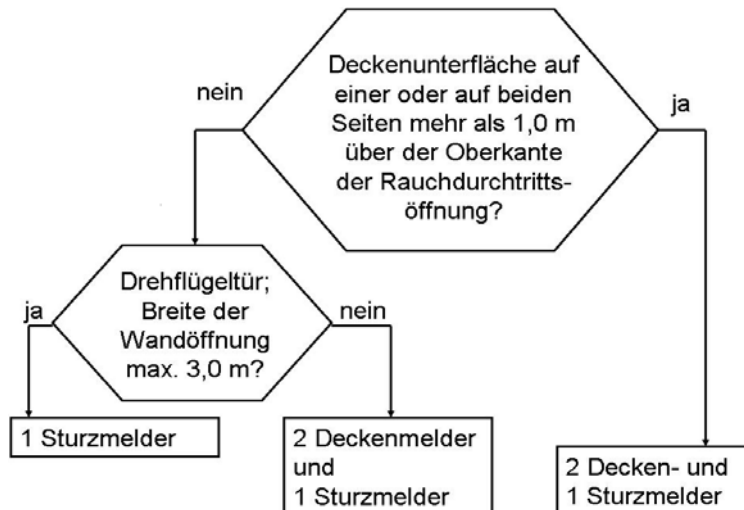 Deckenunterfläche auf
einer oder auf beiden
Seiten mehr als 1,0 m
über der Oberkante
der Rauchdurchtritts-
öffnung?
nein
ja
Drehflügeltür;
Breite der
Wandöffnung
max. 3,0 m?
ja
nein
1 Sturzmelder
2 Deckenmelder
und
1 Sturzmelder
2 Decken- und
1 Sturzmelder